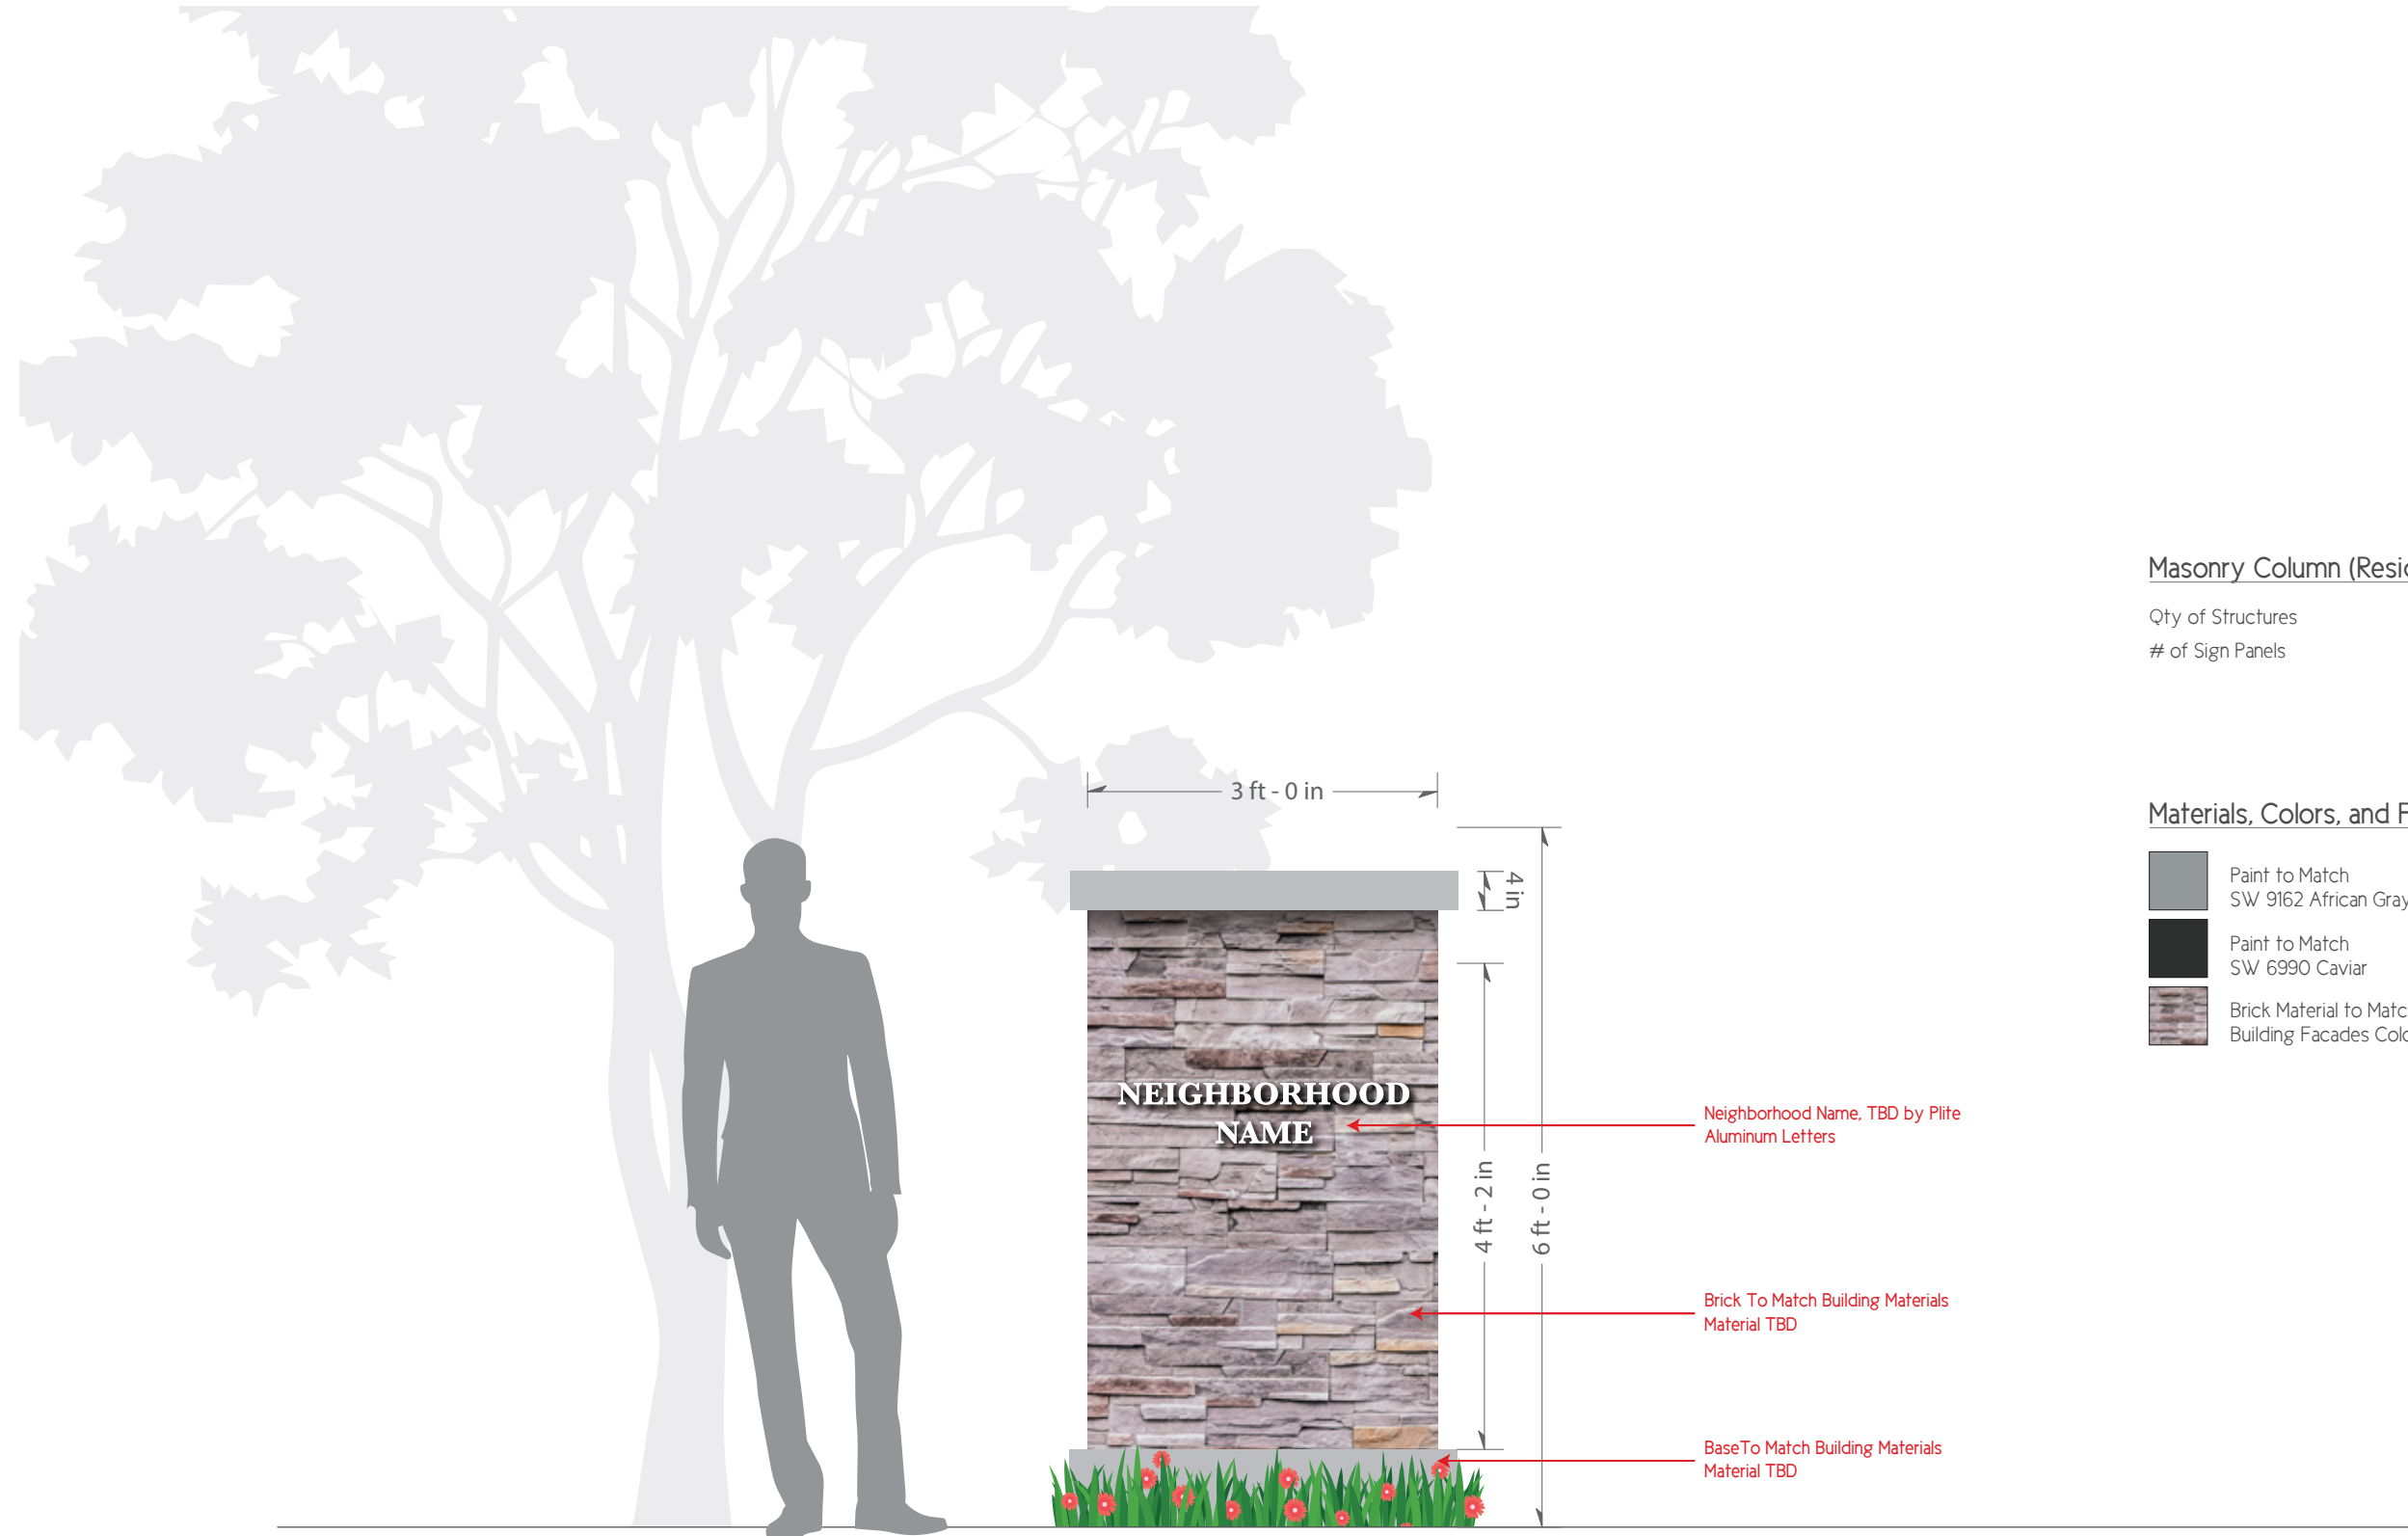 3 ft - 0 in
4 in
NEIGHBORHOOD
NAME
4 ft - 2 in
6 ft - 0 in
Neighborhood Name, TBD by Plite
Aluminum Letters
Brick To Match Building Materials
Material TBD
BaseTo Match Building Materials
Material TBD
Masonry Column
Qty of Structures
# of Sign Panels
Materials, Colors, and
Paint to Match
SW 9162 African Gray
Paint to Match
SW 6990 Caviar
Brick Material to
Building Facades